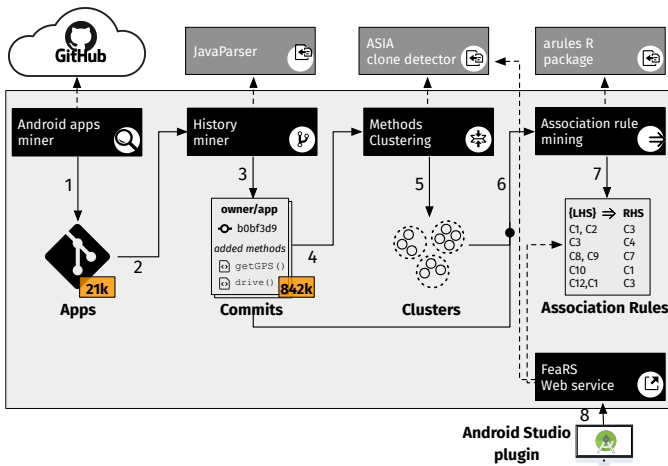 GitHub
JavaParser
ASIA
clone detector
arules R
package
Android apps
miner
History
miner
Methods
Clustering
Association rule
mining
1
2
3
4
5
6
7
owner/app
b0bf3d9
added methods
getGPS()
drive()
21k
842k
Apps
Commits
Clusters
{LHS} ⇒ RHS
C1, C2 C3
C3 C4
C8, C9 C7
C10 C1
C12,C1 C3
Association Rules
FeaRS
Web service
8
Android Studio
plugin